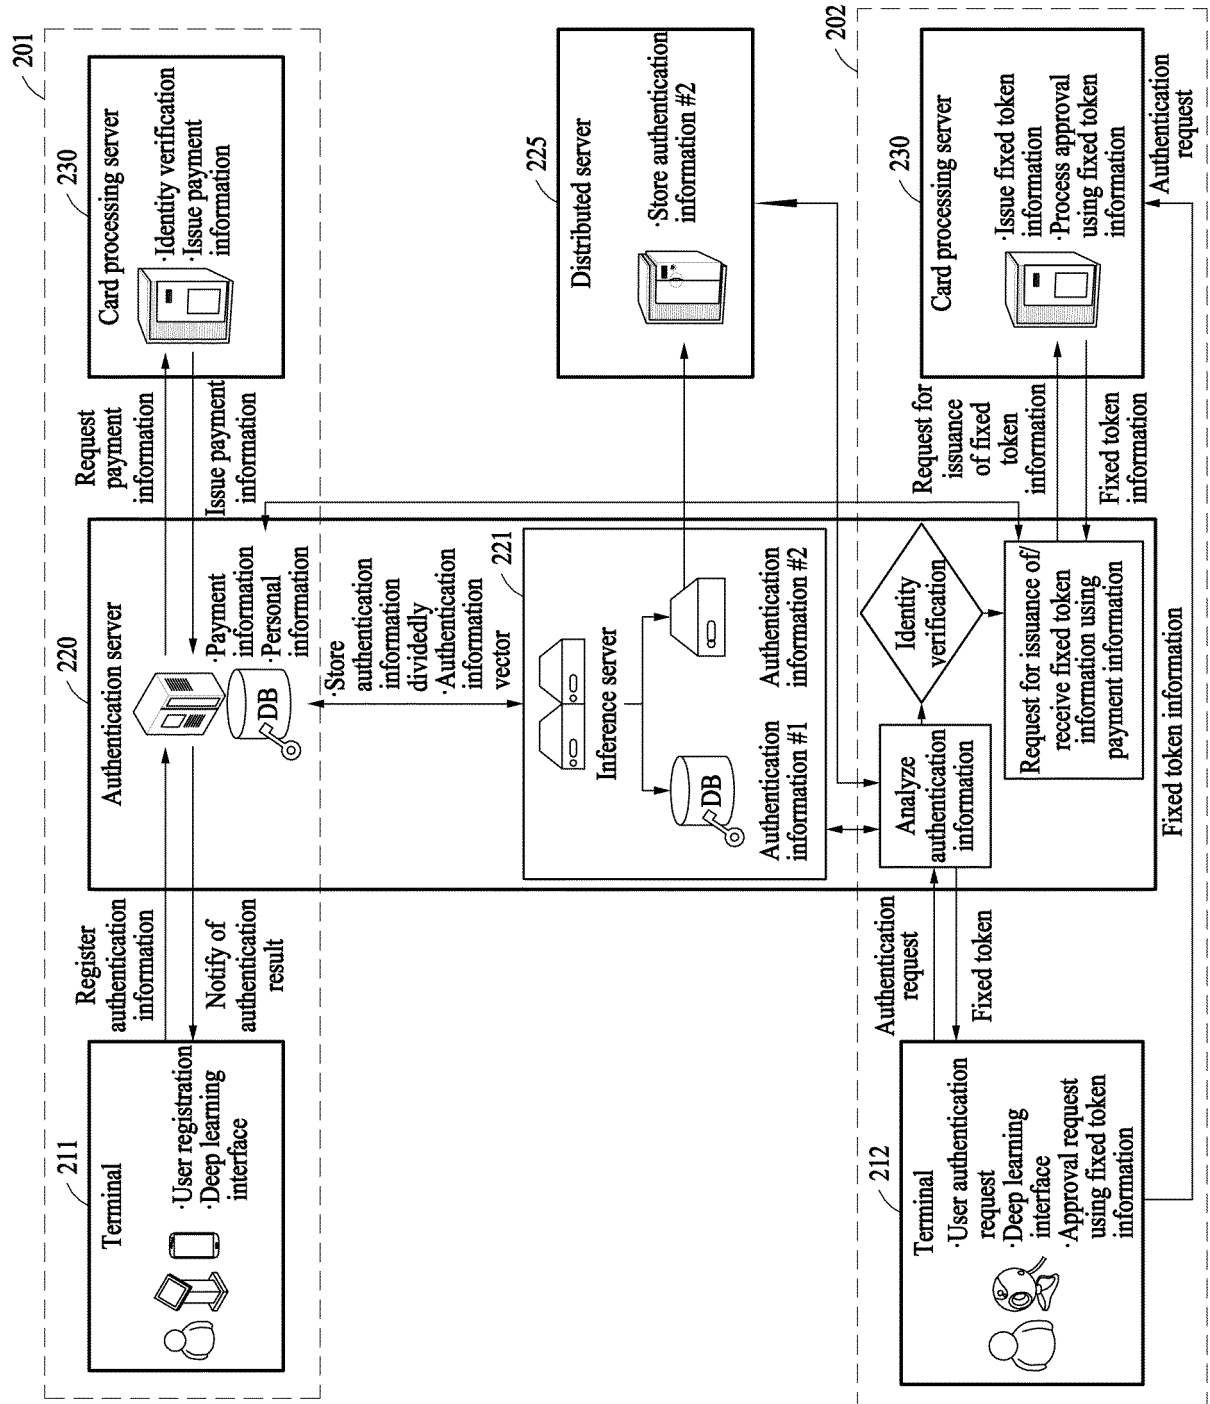 201
211
Terminal
·User registration
·Deep learning
interface
Register
authentication
information
Notify of
authentication
result
220
Authentication server
DB
·Payment
information
·Personal
information
Request
payment
information
Issue payment
information
230
Card processing server
·Identity verification
·Issue payment
information
·Store
authentication
information
dividedly
·Authentication
information
vector
221
Inference server
DB
Authentication
information #1
Authentication
information #2
225
Distributed server
·Store authentication
information #2
202
212
Terminal
·User authentication
request
·Deep learning
interface
·Approval request
using fixed token
information
Authentication
request
Fixed token
Analyze
authentication
information
Identity
verification
Request for issuance of/
receive fixed token
information using
payment information
Request for
issuance
of fixed
token
information
Fixed token
information
230
Card processing server
·Issue fixed token
information
·Process approval
using fixed token
information
Fixed token information
Authentication
request